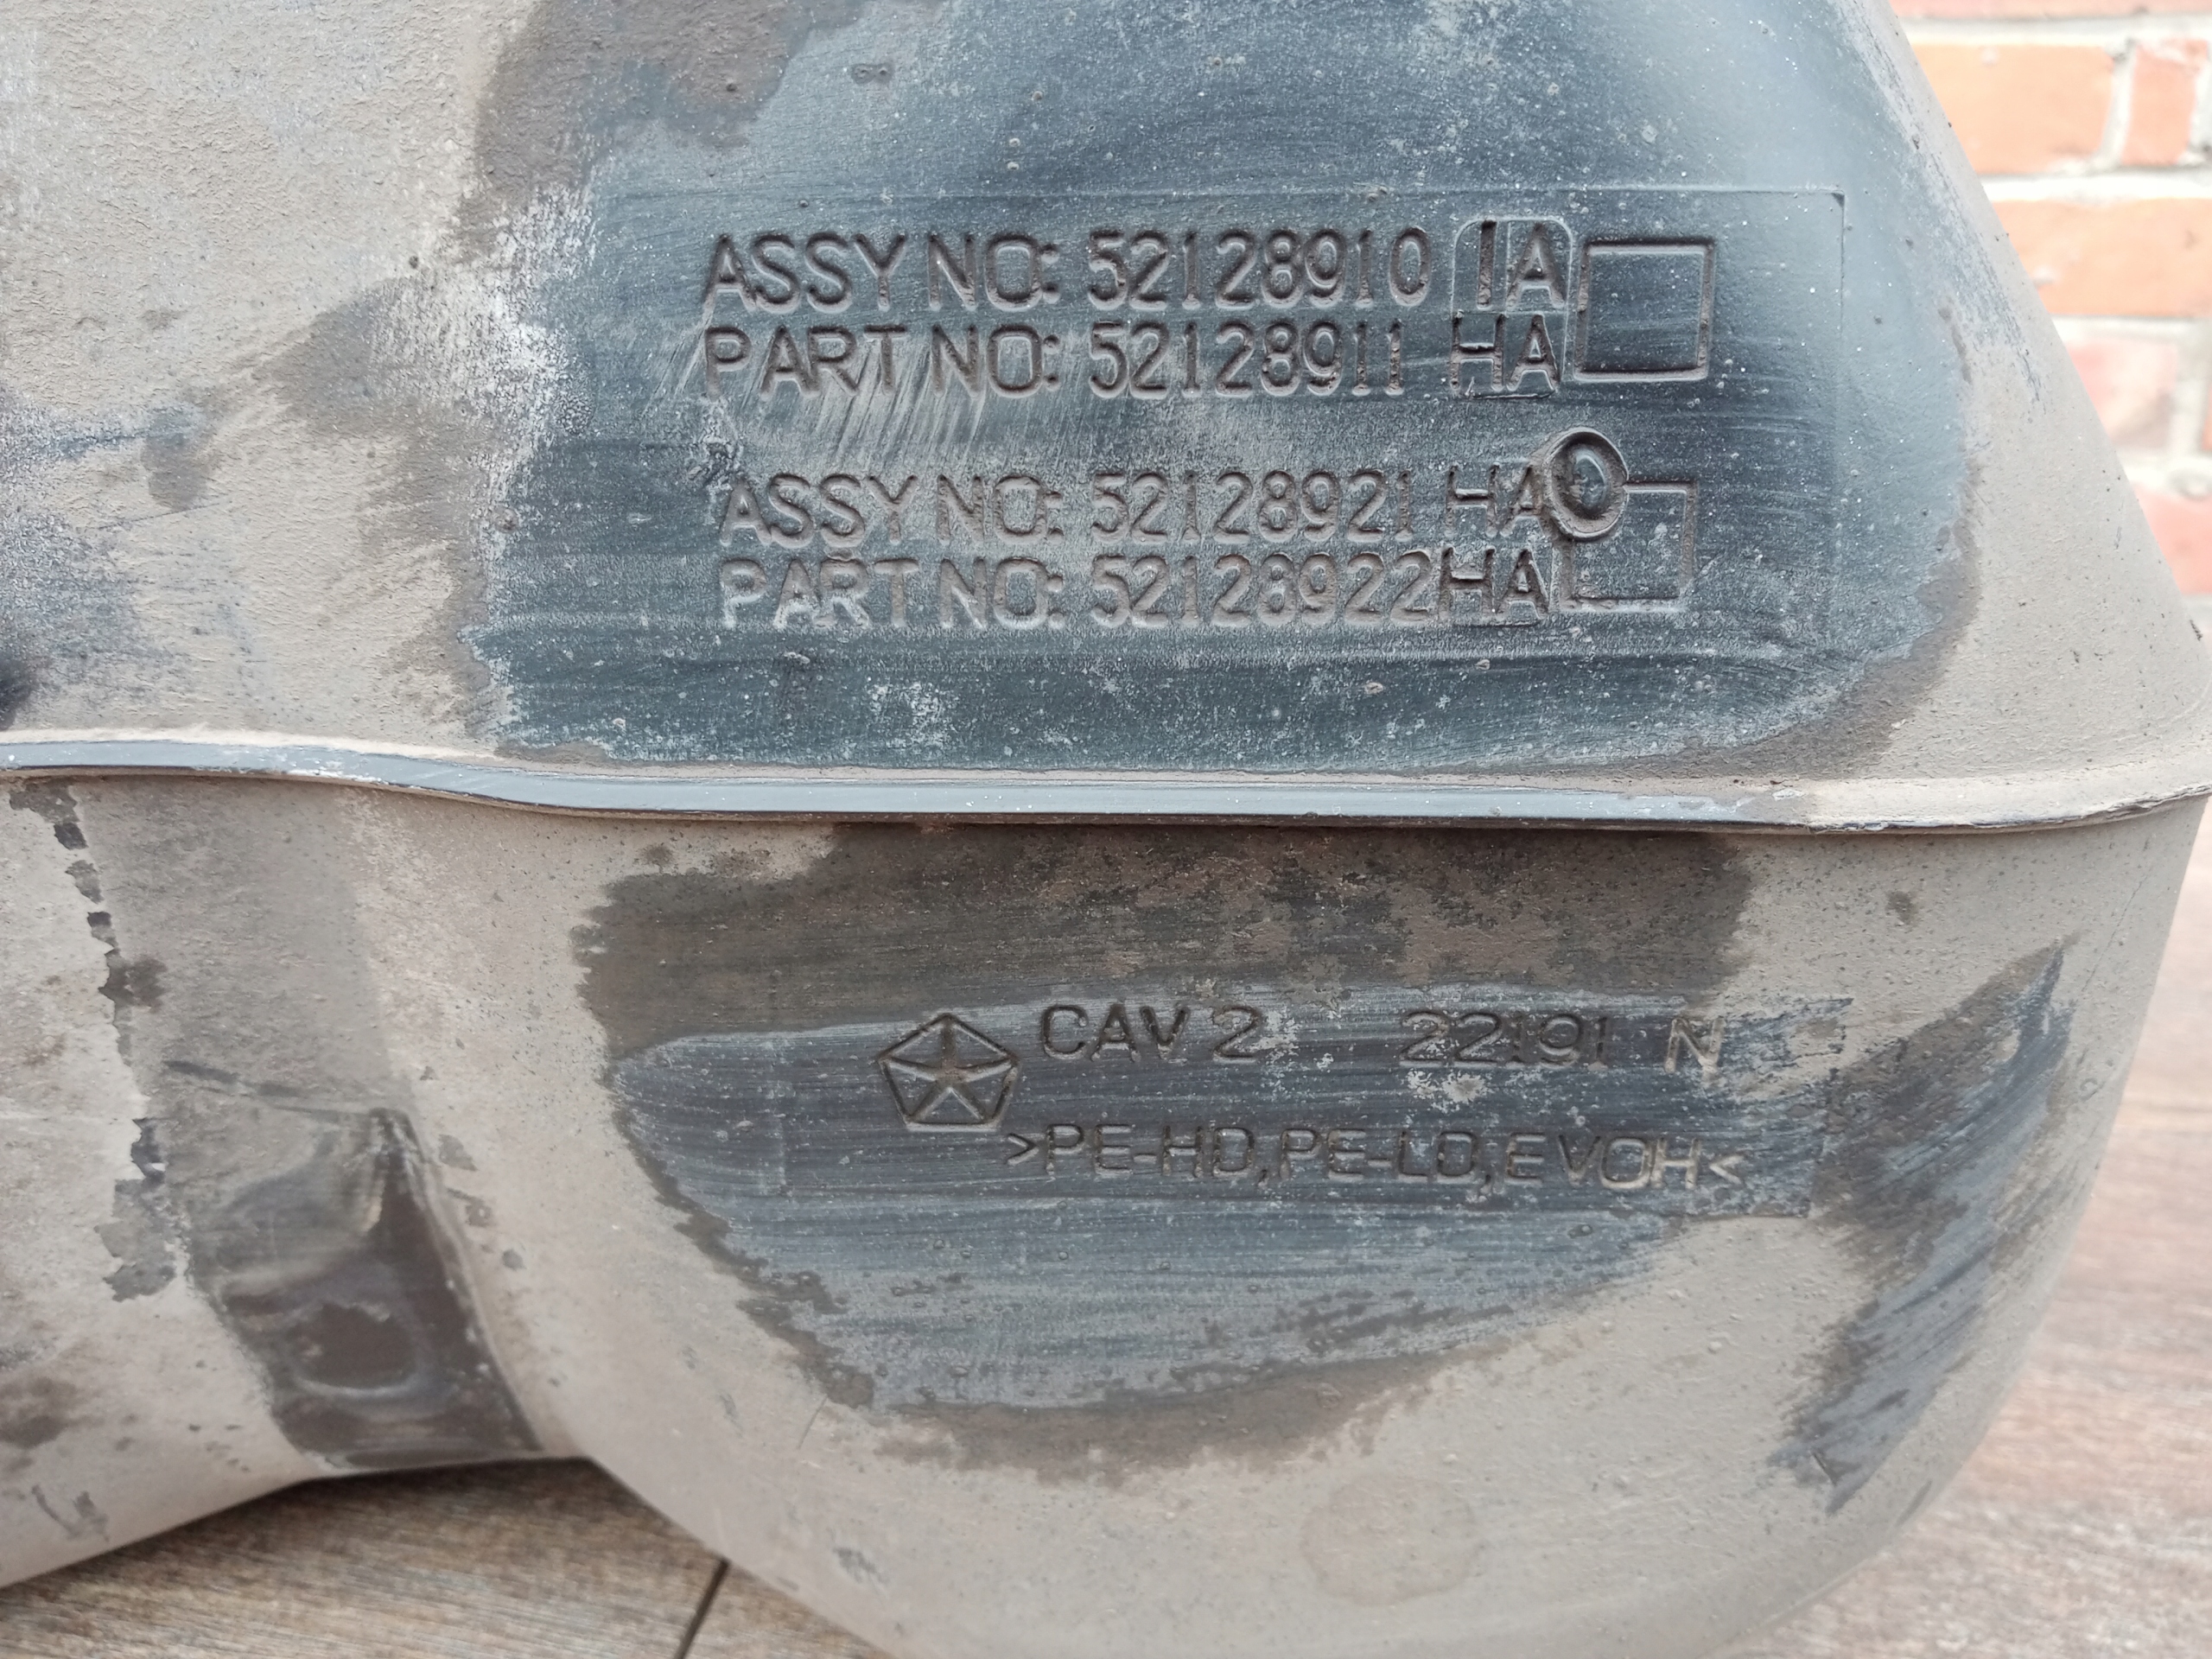 ASSY NO: 52128910 IA
PART NO: 52128911 HA
ASSY NO: 52128921 HA
PART NO: 52128922HA
CAV 2 22191 N
>PE-HD,PE-LD,EVOH<